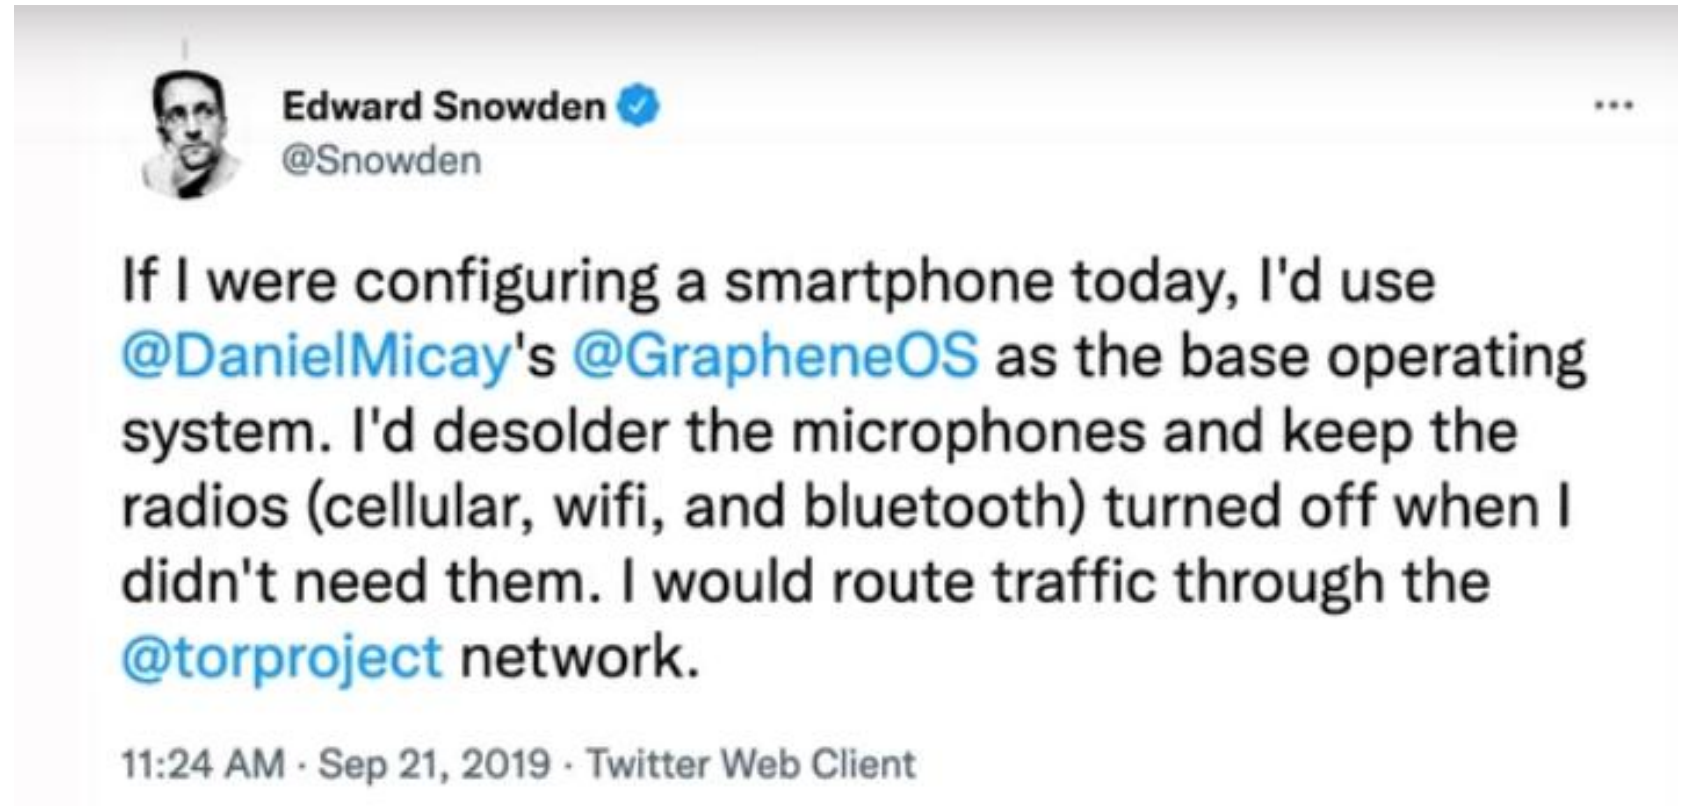 Edward Snowden
@Snowden
If I were configuring a smartphone today, I'd use
@DanielMicay's @GrapheneOS as the base operating
system. I'd desolder the microphones and keep the
radios (cellular, wifi, and bluetooth) turned off when I
didn't need them. I would route traffic through the
@torproject network.
11:24 AM · Sep 21, 2019 · Twitter Web Client